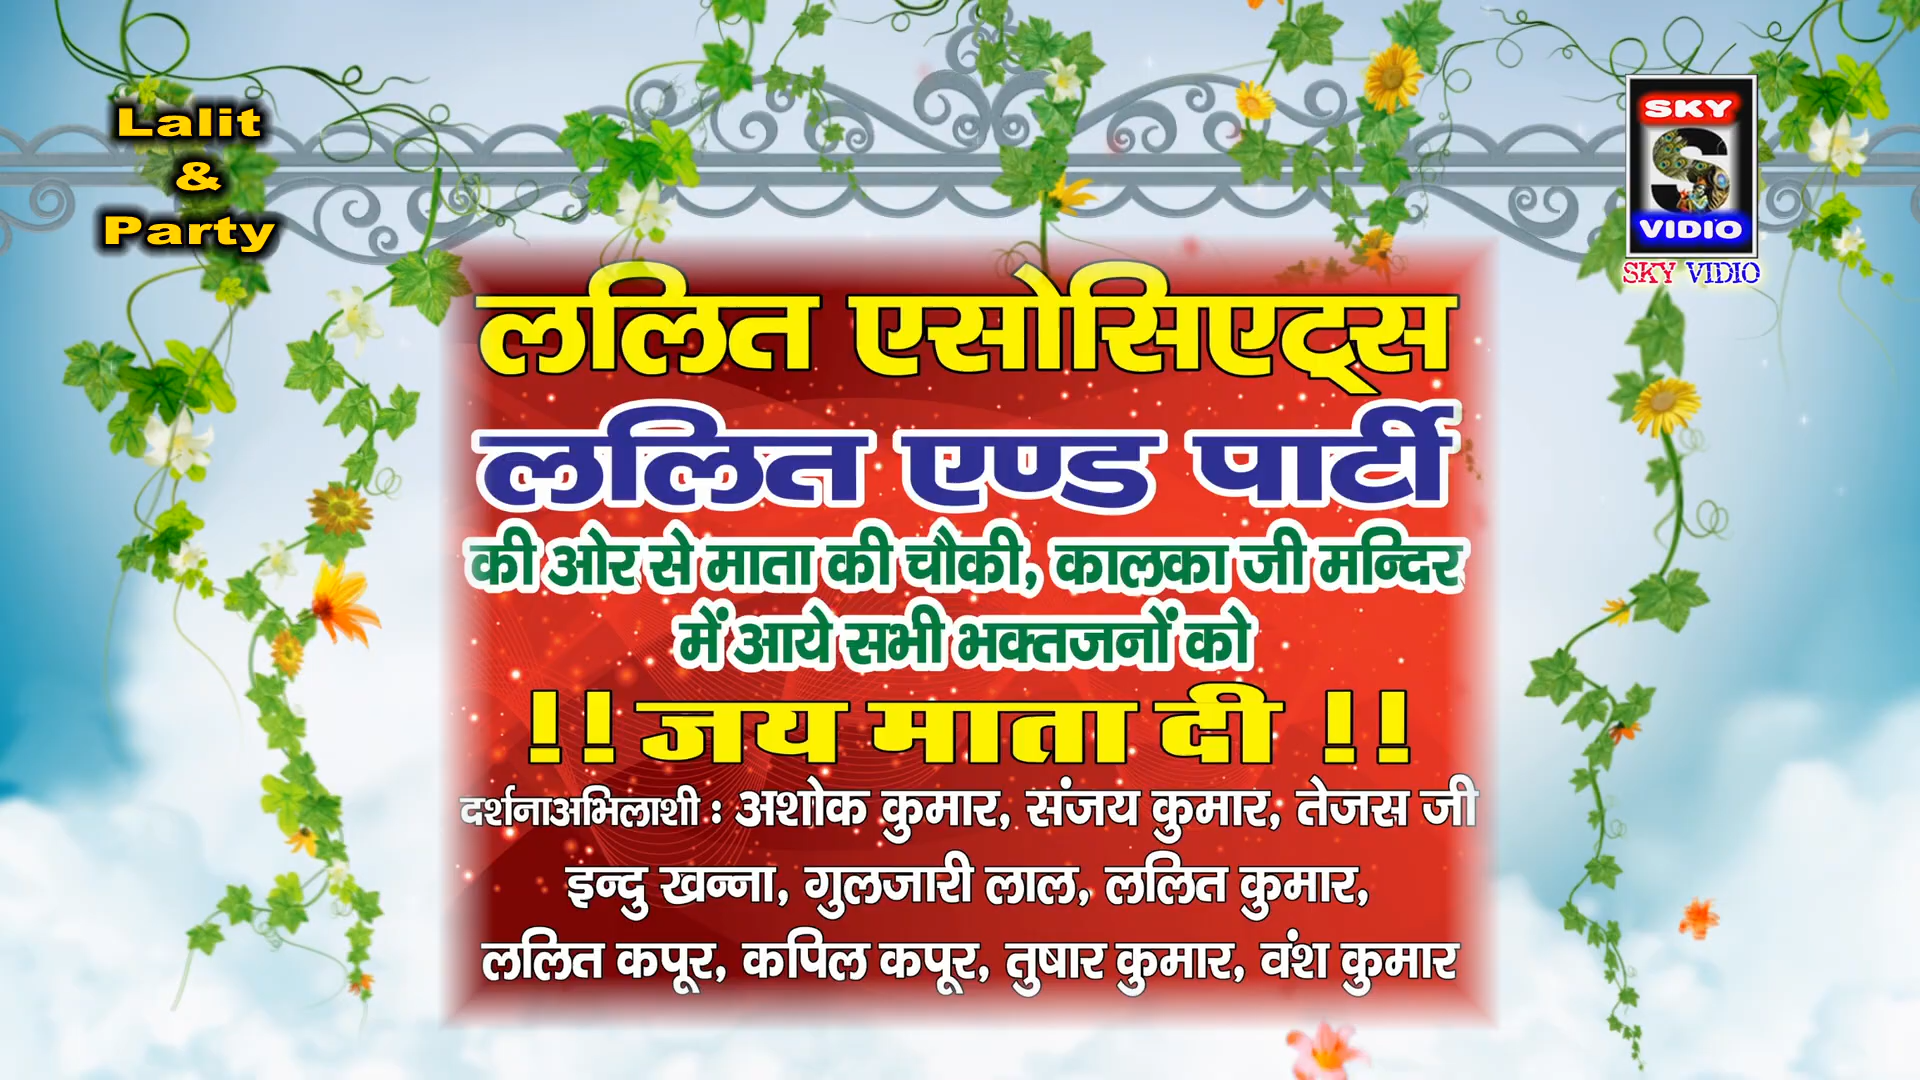 Lalit
&
Party
SKY
S
VIDIO
SKY VIDIO
ललित एसोसिएट्स
ललित एण्ड पार्टी
की ओर से माता की चौकी, कालका जी मन्दिर
में आये सभी भक्तजनों को
!! जय माता दी !!
दर्शनाअभिलाशी : अशोक कुमार, संजय कुमार, तेजस जी
इन्दु खन्ना, गुलजारी लाल, ललित कुमार,
ललित कपूर, कपिल कपूर, तुषार कुमार, वंश कुमार